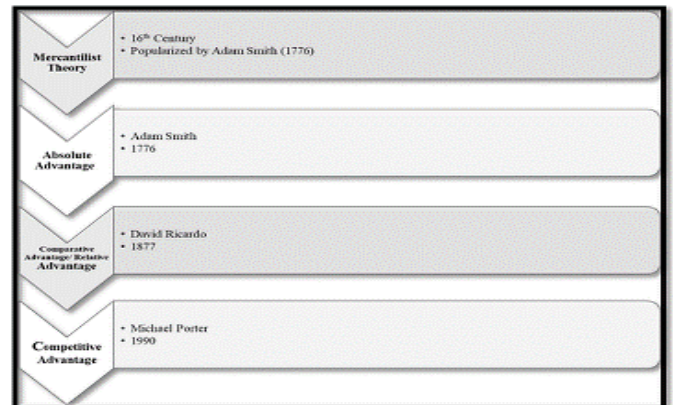 Mercantilist
Theory
• 16th Century
• Popularized by Adam Smith (1776)
Absolute
Advantage
• Adam Smith
• 1776
Comparative
Advantage/ Relative
Advantage
• David Ricardo
• 1877
Competitive
Advantage
• Michael Porter
• 1990